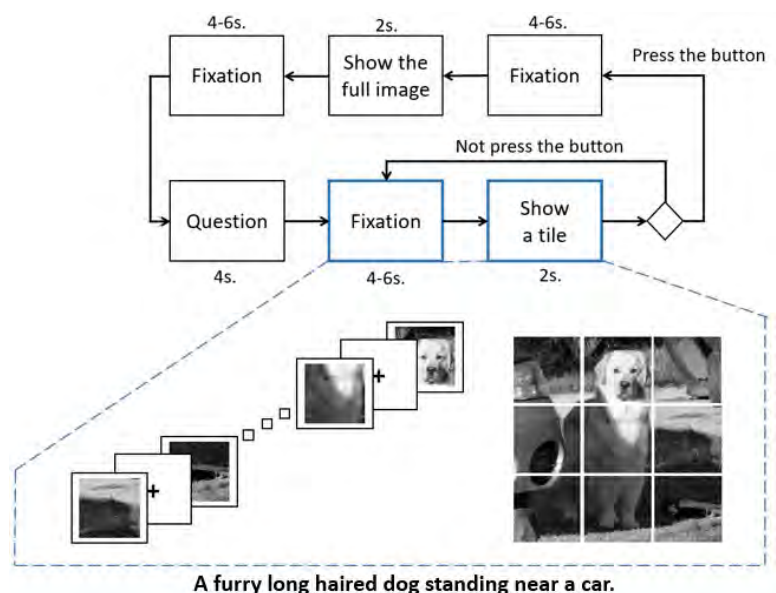 4-6s.
2s.
4-6s.
Fixation
Show the
full image
Fixation
Press the button
Not press the button
Question
Fixation
Show
a tile
4s.
4-6s.
2s.
A furry long haired dog standing near a car.